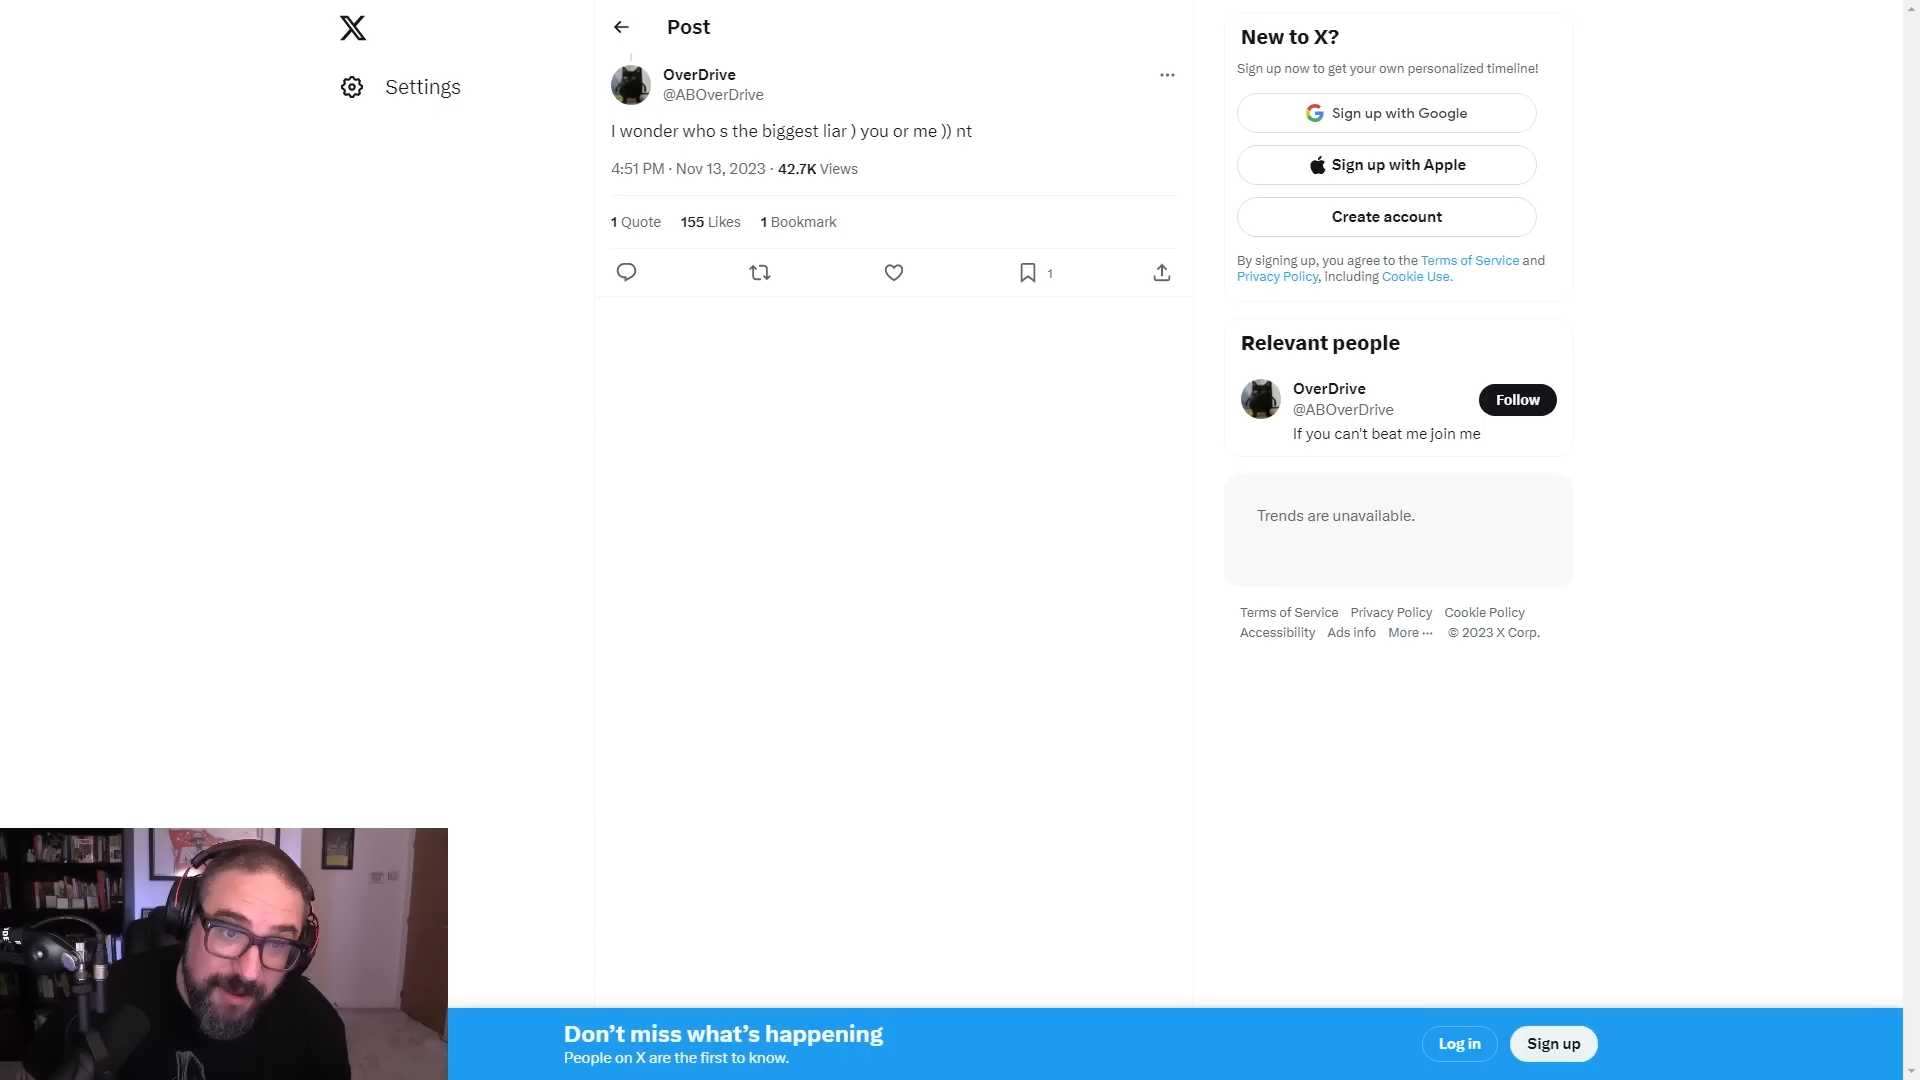 Settings
Post
OverDrive
@ABOverDrive
I wonder who s the biggest liar ) you or me )) nt
4:51 PM · Nov 13, 2023 · 42.7K Views
1 Quote 155 Likes 1 Bookmark
1
New to X?
Sign up now to get your own personalized timeline!
Sign up with Google
Sign up with Apple
Create account
By signing up, you agree to the Terms of Service and
Privacy Policy, including Cookie Use.
Relevant people
OverDrive
@ABOverDrive
Follow
If you can't beat me join me
Trends are unavailable.
Terms of Service Privacy Policy Cookie Policy
Accessibility Ads info More ··· © 2023 X Corp.
Don’t miss what’s happening
People on X are the first to know.
Log in
Sign up